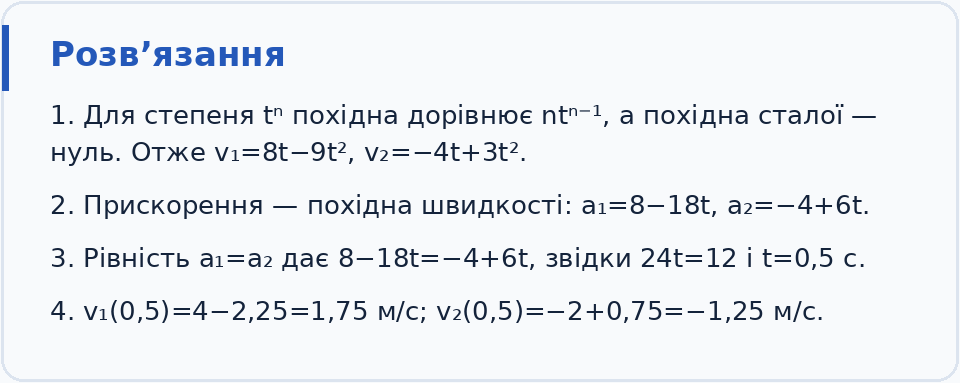 Розв’язання
1. Для степеня tⁿ похідна дорівнює ntⁿ⁻¹, а похідна сталої —
нуль. Отже v₁=8t−9t², v₂=−4t+3t².
2. Прискорення — похідна швидкості: a₁=8−18t, a₂=−4+6t.
3. Рівність a₁=a₂ дає 8−18t=−4+6t, звідки 24t=12 і t=0,5 с.
4. v₁(0,5)=4−2,25=1,75 м/с; v₂(0,5)=−2+0,75=−1,25 м/с.